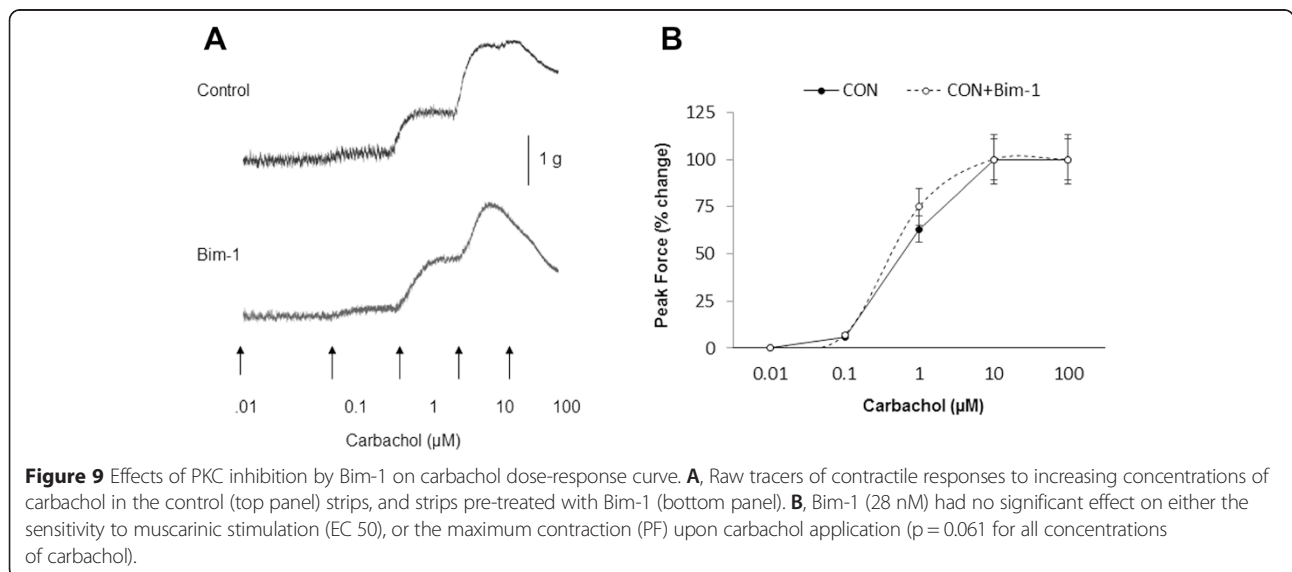 A
Control
1 g
Bim-1
.01 0.1 1 10 100
Carbachol (µM)
B
CON CON+Bim-1
125
100
75
50
25
0
Peak Force (% change)
0.01 0.1 1 10 100
Carbachol (µM)
Figure 9 Effects of PKC inhibition by Bim-1 on carbachol dose-response curve. A, Raw tracers of contractile responses to increasing concentrations of
carbachol in the control (top panel) strips, and strips pre-treated with Bim-1 (bottom panel). B, Bim-1 (28 nM) had no significant effect on either the
sensitivity to muscarinic stimulation (EC 50), or the maximum contraction (PF) upon carbachol application (p = 0.061 for all concentrations
of carbachol).